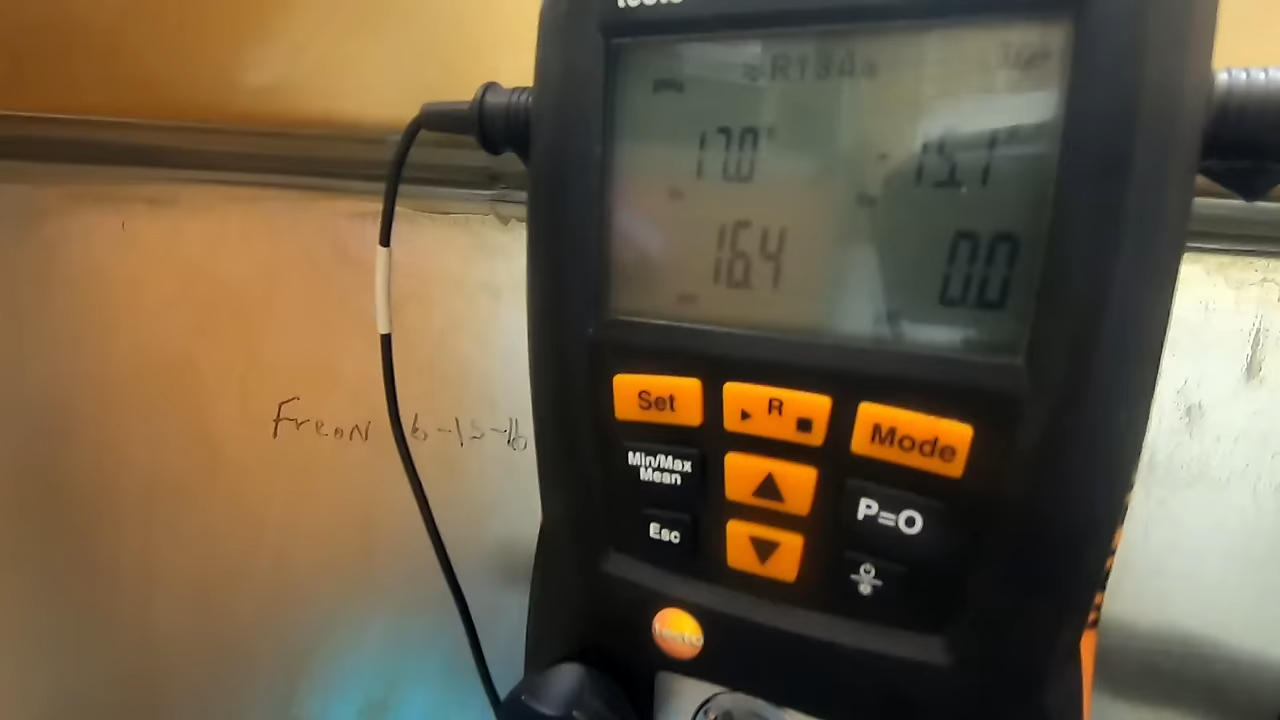 testo
R134a
17.0° 15.1°
16.4 0.0
Set
R
Mode
Min/Max
Mean
P=O
Esc
Freon 6-15-16
testo